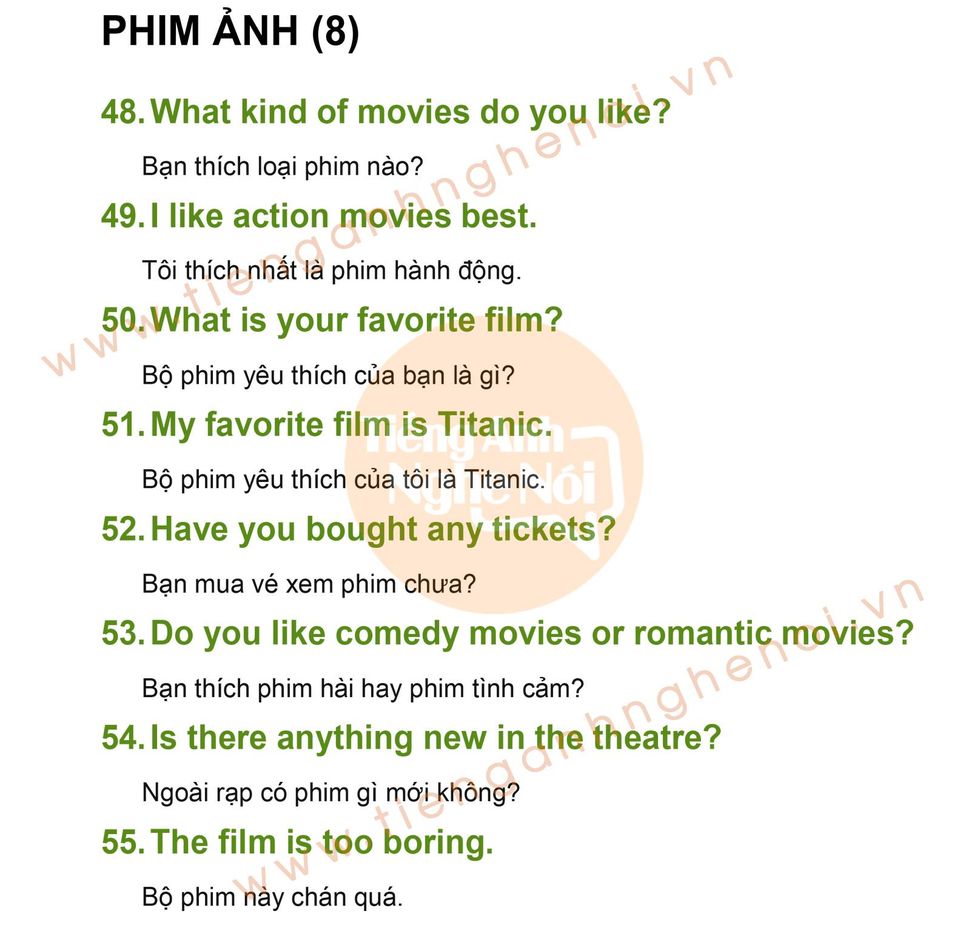 PHIM ẢNH (8)
48. What kind of movies do you like?
Bạn thích loại phim nào?
49. I like action movies best.
Tôi thích nhất là phim hành động.
50. What is your favorite film?
Bộ phim yêu thích của bạn là gì?
51. My favorite film is Titanic.
Bộ phim yêu thích của tôi là Titanic.
52. Have you bought any tickets?
Bạn mua vé xem phim chưa?
53. Do you like comedy movies or romantic movies?
Bạn thích phim hài hay phim tình cảm?
54. Is there anything new in the theatre?
Ngoài rạp có phim gì mới không?
55. The film is too boring.
Bộ phim này chán quá.
www.tienganhnghenoi.vn
Tiếng Anh
Nghe Nói
www.tienganhnghenoi.vn